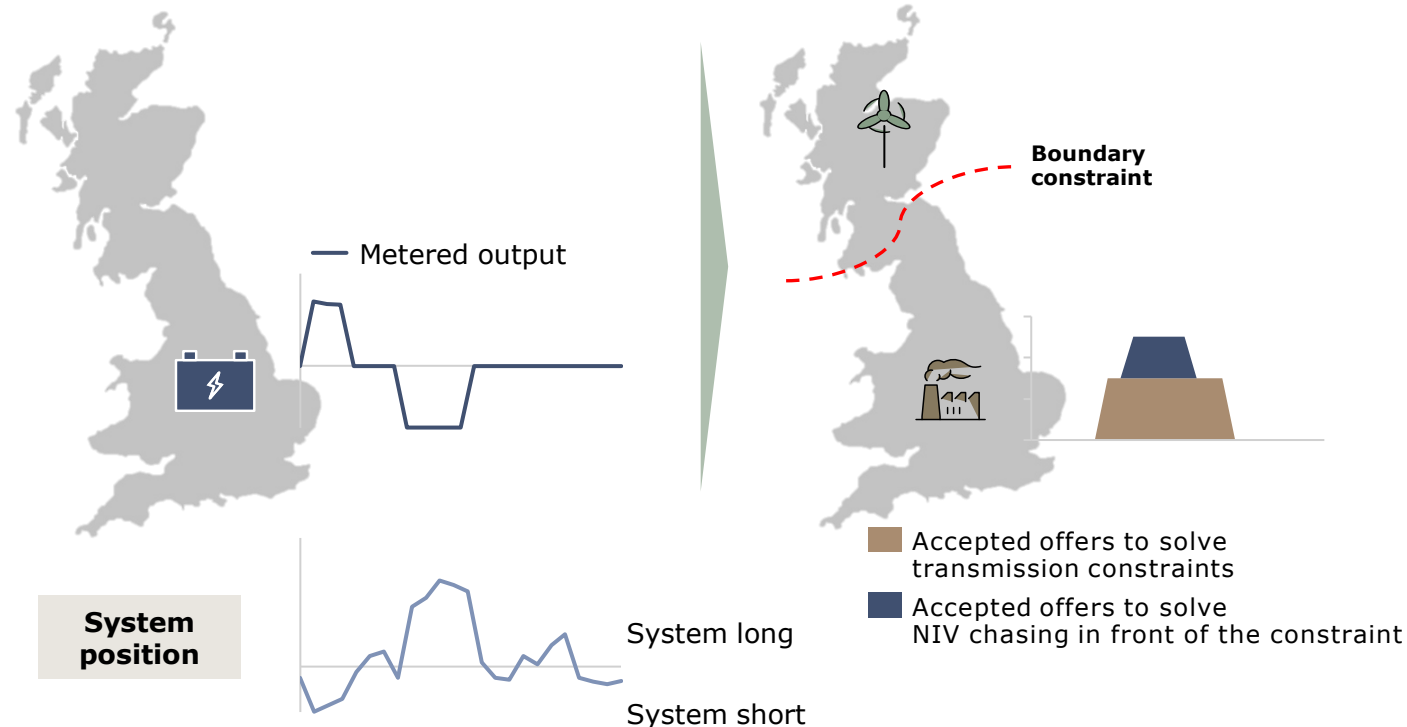 Metered output
System
position
System long
System short
Boundary
constraint
Accepted offers to solve
transmission constraints
Accepted offers to solve
NIV chasing in front of the constraint